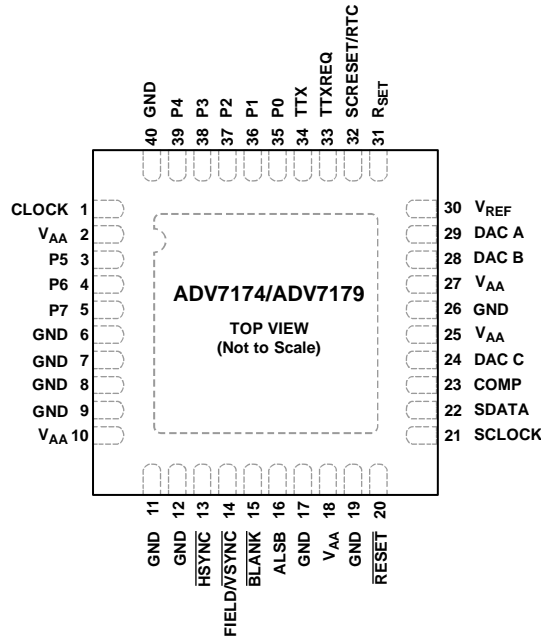 40 GND
39 P4
38 P3
37 P2
36 P1
35 P0
34 TTX
33 TTXREQ
32 SCRESET/RTC
31 RSET
CLOCK 1
VAA 2
P5 3
P6 4
P7 5
GND 6
GND 7
GND 8
GND 9
VAA 10
ADV7174/ADV7179
TOP VIEW
(Not to Scale)
30 VREF
29 DAC A
28 DAC B
27 VAA
26 GND
25 VAA
24 DAC C
23 COMP
22 SDATA
21 SCLOCK
GND 11
GND 12
HSYNC 13
FIELD/VSYNC 14
BLANK 15
ALSB 16
GND 17
VAA 18
GND 19
RESET 20